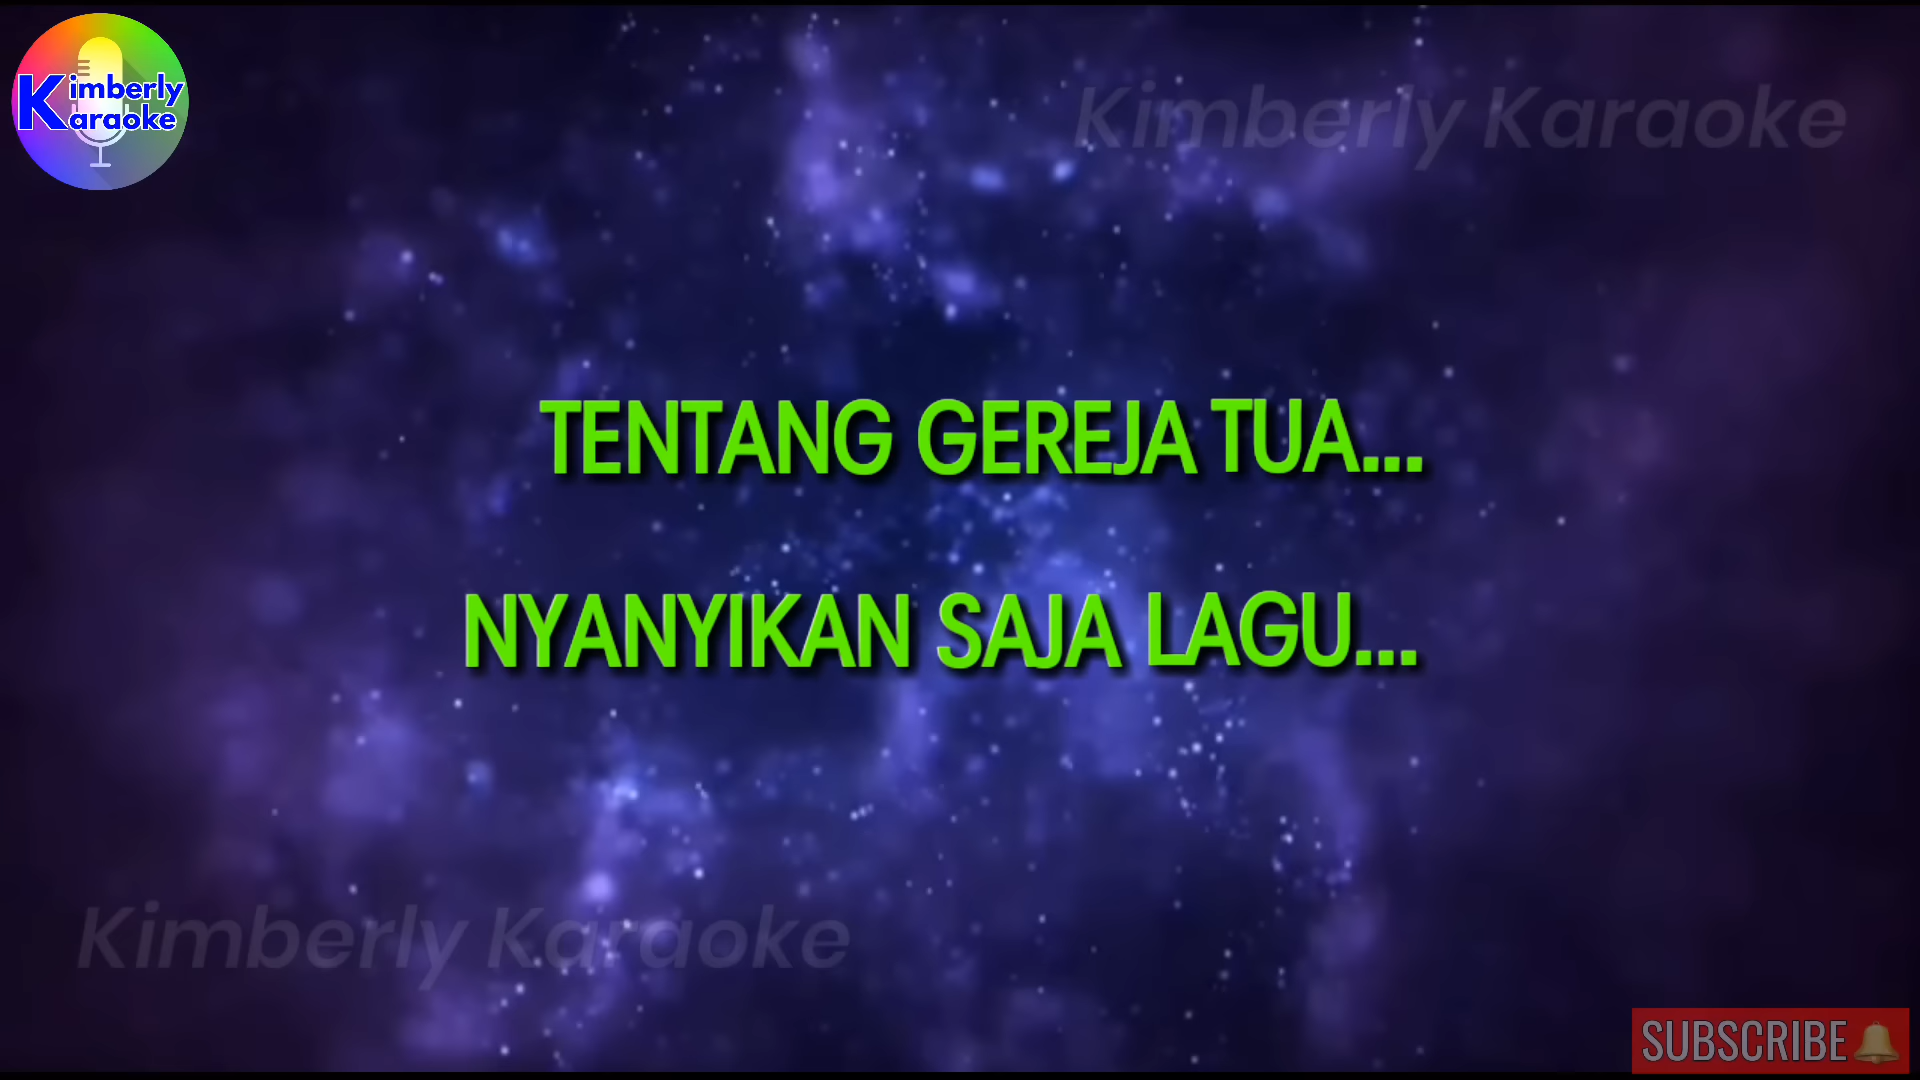 Kimberly
Karaoke
Kimberly Karaoke
TENTANG GEREJA TUA...
NYANYIKAN SAJA LAGU...
Kimberly Karaoke
SUBSCRIBE